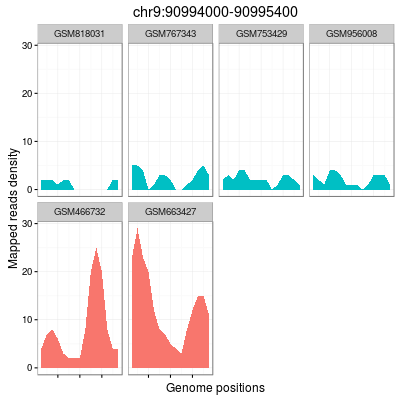 chr9:90994000-90995400
GSM818031 GSM767343 GSM753429 GSM956008
30
20
10
0
Mapped reads density
GSM466732 GSM663427
30
20
10
0
Genome positions